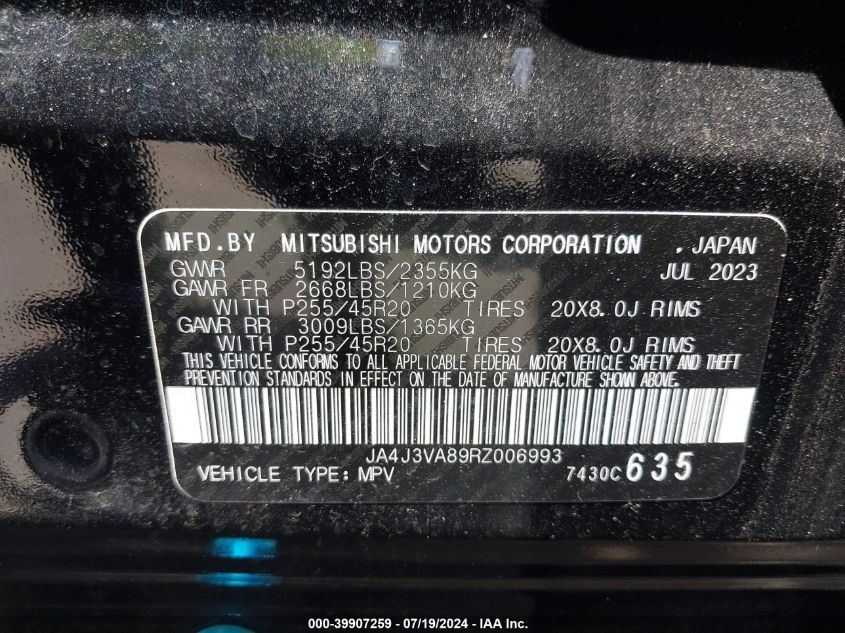 MFD.BY MITSUBISHI MOTORS CORPORATION , JAPAN
GVWR 5192LBS/2355KG JUL 2023
GAWR FR 2668LBS/1210KG
WITH P255/45R20 TIRES 20X8.0J RIMS
GAWR RR 3009LBS/1365KG
WITH P255/45R20 TIRES 20X8.0J RIMS
THIS VEHICLE CONFORMS TO ALL APPLICABLE FEDERAL MOTOR VEHICLE SAFETY AND THEFT
PREVENTION STANDARDS IN EFFECT ON THE DATE OF MANUFACTURE SHOWN ABOVE.
JA4J3VA89RZ006993
VEHICLE TYPE: MPV 7430C 635
000-39907259 - 07/19/2024 - IAA Inc.